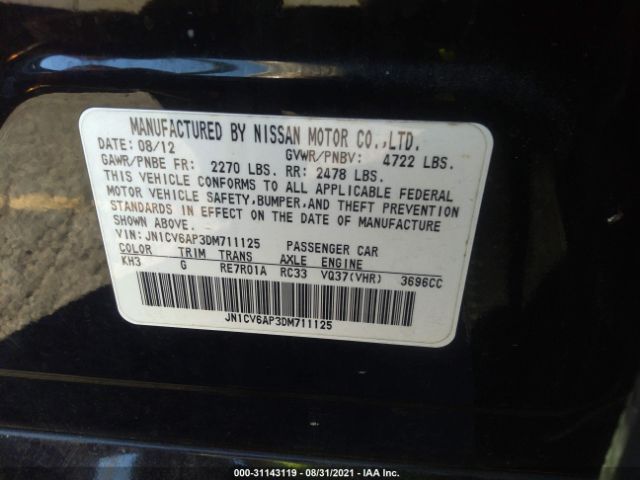 MANUFACTURED BY NISSAN MOTOR CO.,LTD.
DATE: 08/12 GVWR/PNBV: 4722 LBS.
GAWR/PNBE FR: 2270 LBS. RR: 2478 LBS.
THIS VEHICLE CONFORMS TO ALL APPLICABLE FEDERAL
MOTOR VEHICLE SAFETY,BUMPER,AND THEFT PREVENTION
STANDARDS IN EFFECT ON THE DATE OF MANUFACTURE
SHOWN ABOVE.
VIN: JN1CV6AP3DM711125 PASSENGER CAR
COLOR TRIM TRANS AXLE ENGINE
KH3 G RE7R01A RC33 VQ37(VHR) 3696CC
JN1CV6AP3DM711125
000-31143119 - 08/31/2021 - IAAI.com